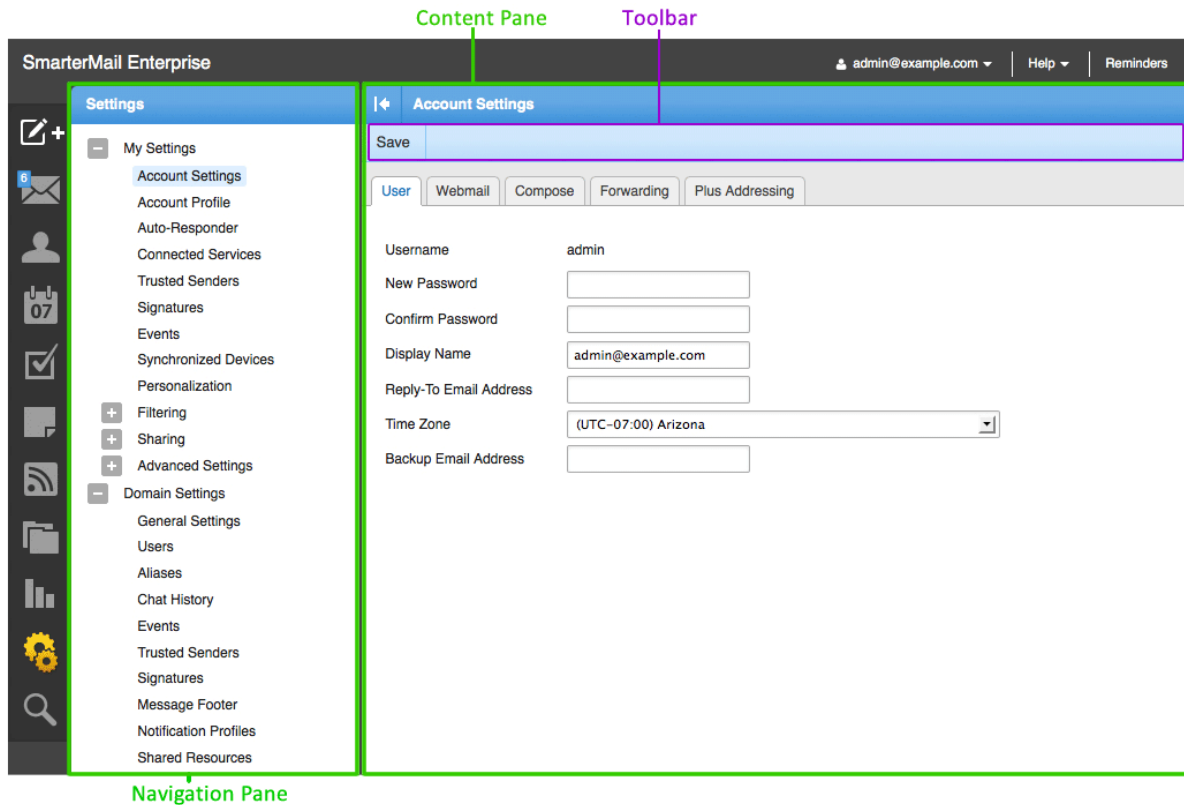 Content Pane Toolbar
SmarterMail Enterprise admin@example.com Help Reminders
Settings
Account Settings
Save
User Webmail Compose Forwarding Plus Addressing
6
07
My Settings
Account Settings
Account Profile
Auto-Responder
Connected Services
Trusted Senders
Signatures
Events
Synchronized Devices
Personalization
Filtering
Sharing
Advanced Settings
Domain Settings
General Settings
Users
Aliases
Chat History
Events
Trusted Senders
Signatures
Message Footer
Notification Profiles
Shared Resources
Username admin
New Password
Confirm Password
Display Name admin@example.com
Reply-To Email Address
Time Zone (UTC-07:00) Arizona
Backup Email Address
Navigation Pane